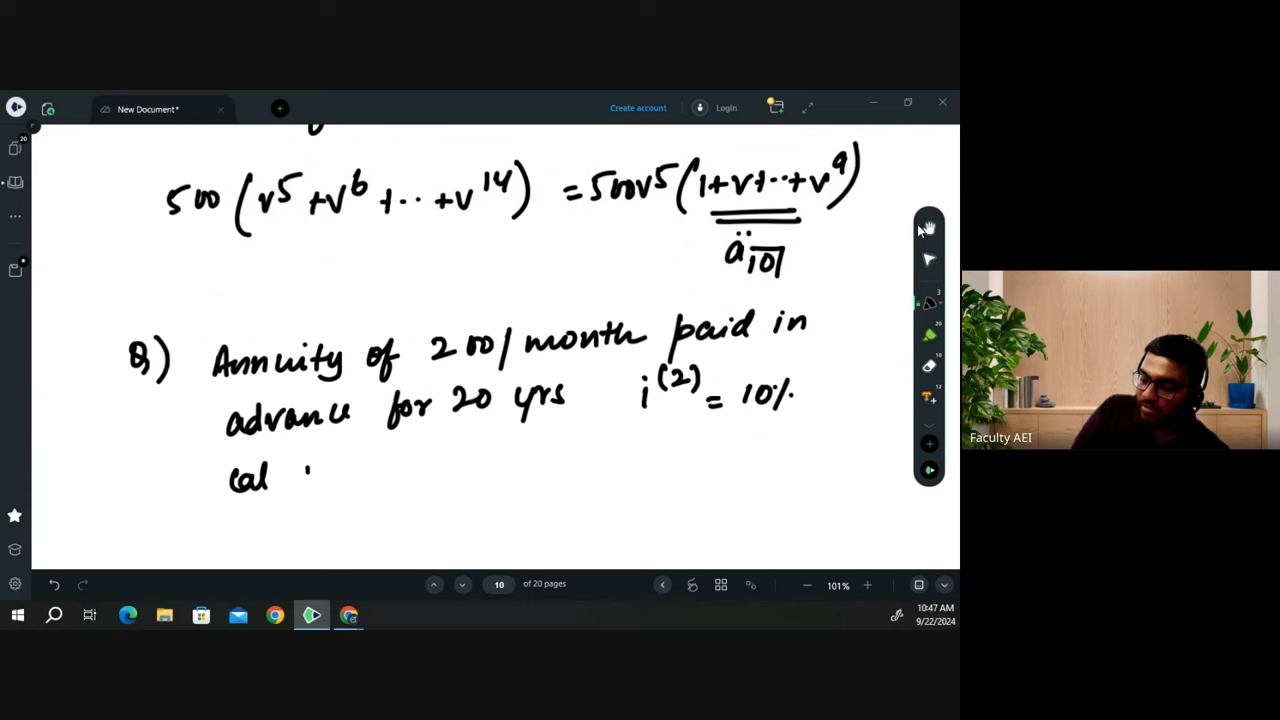 New Document*
Create account
Login
500 (v⁵ + v⁶ + ... + v¹⁴) = 500v⁵ (1 + v + ... + v⁹)
ä10
Q) Annuity of 200/month paid in
advance for 20 yrs i⁽²⁾ = 10%
cal
Faculty AEI
10 of 20 pages
101%
10:47 AM
9/22/2024